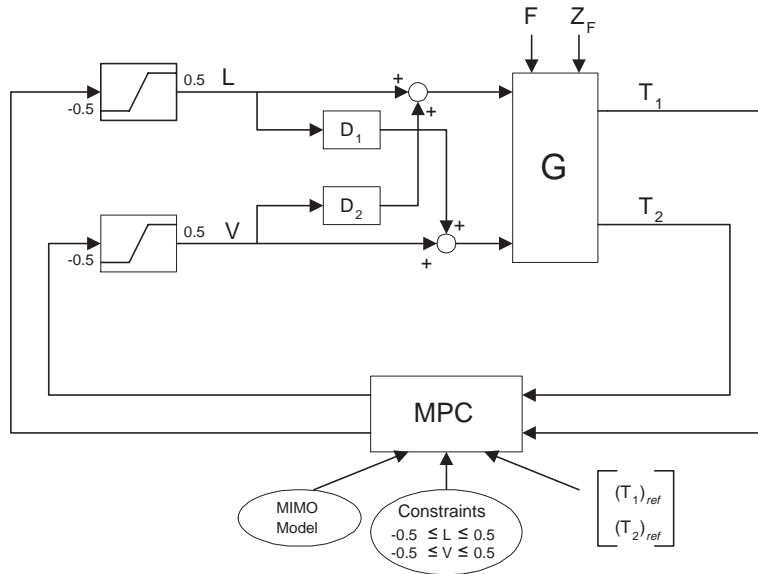 F Z_F
0.5 L
-0.5
+
+
D_1
T_1
G
D_2
T_2
0.5 V
-0.5
+
+
MPC
MIMO
Model
Constraints
-0.5 ≤ L ≤ 0.5
-0.5 ≤ V ≤ 0.5
(T_1)_ref
(T_2)_ref